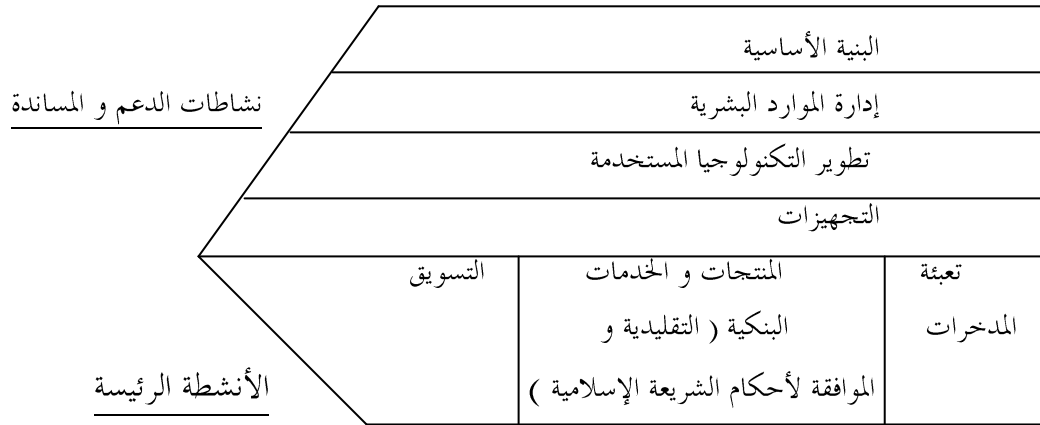 البنية الأساسية
إدارة الموارد البشرية
نشاطات الدعم و المساندة
تطوير التكنولوجيا المستخدمة
التجهيزات
تعبئة
المدخرات
المنتجات و الخدمات
البنكية ( التقليدية و
الموافقة لأحكام الشريعة الإسلامية )
التسويق
الأنشطة الرئيسة